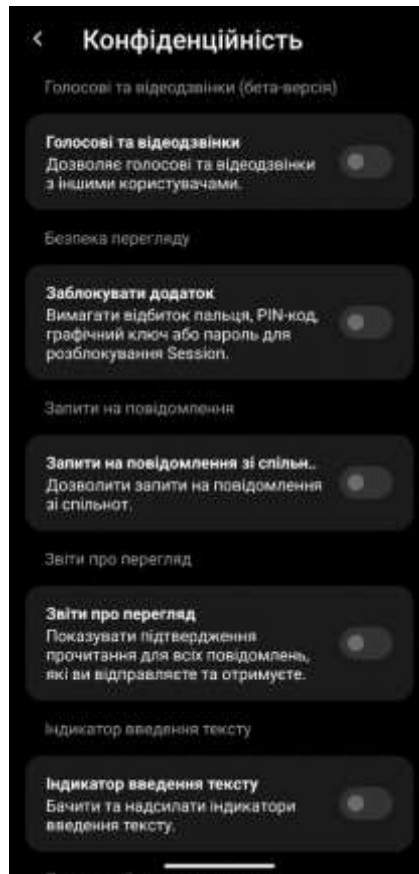 Конфіденційність
Голосові та відеодзвінки (бета-версія)
Голосові та відеодзвінки
Дозволяє голосові та відеодзвінки
з іншими користувачами.
Безпека перегляду
Заблокувати додаток
Вимагати відбиток пальця, PIN-код,
графічний ключ або пароль для
розблокування Session.
Запити на повідомлення
Запити на повідомлення зі спільн..
Дозволити запити на повідомлення
зі спільнот.
Звіти про перегляд
Звіти про перегляд
Показувати підтвердження
прочитання для всіх повідомлень,
які ви відправляєте та отримуєте.
Індикатор введення тексту
Індикатор введення тексту
Бачити та надсилати індикатори
введення тексту.